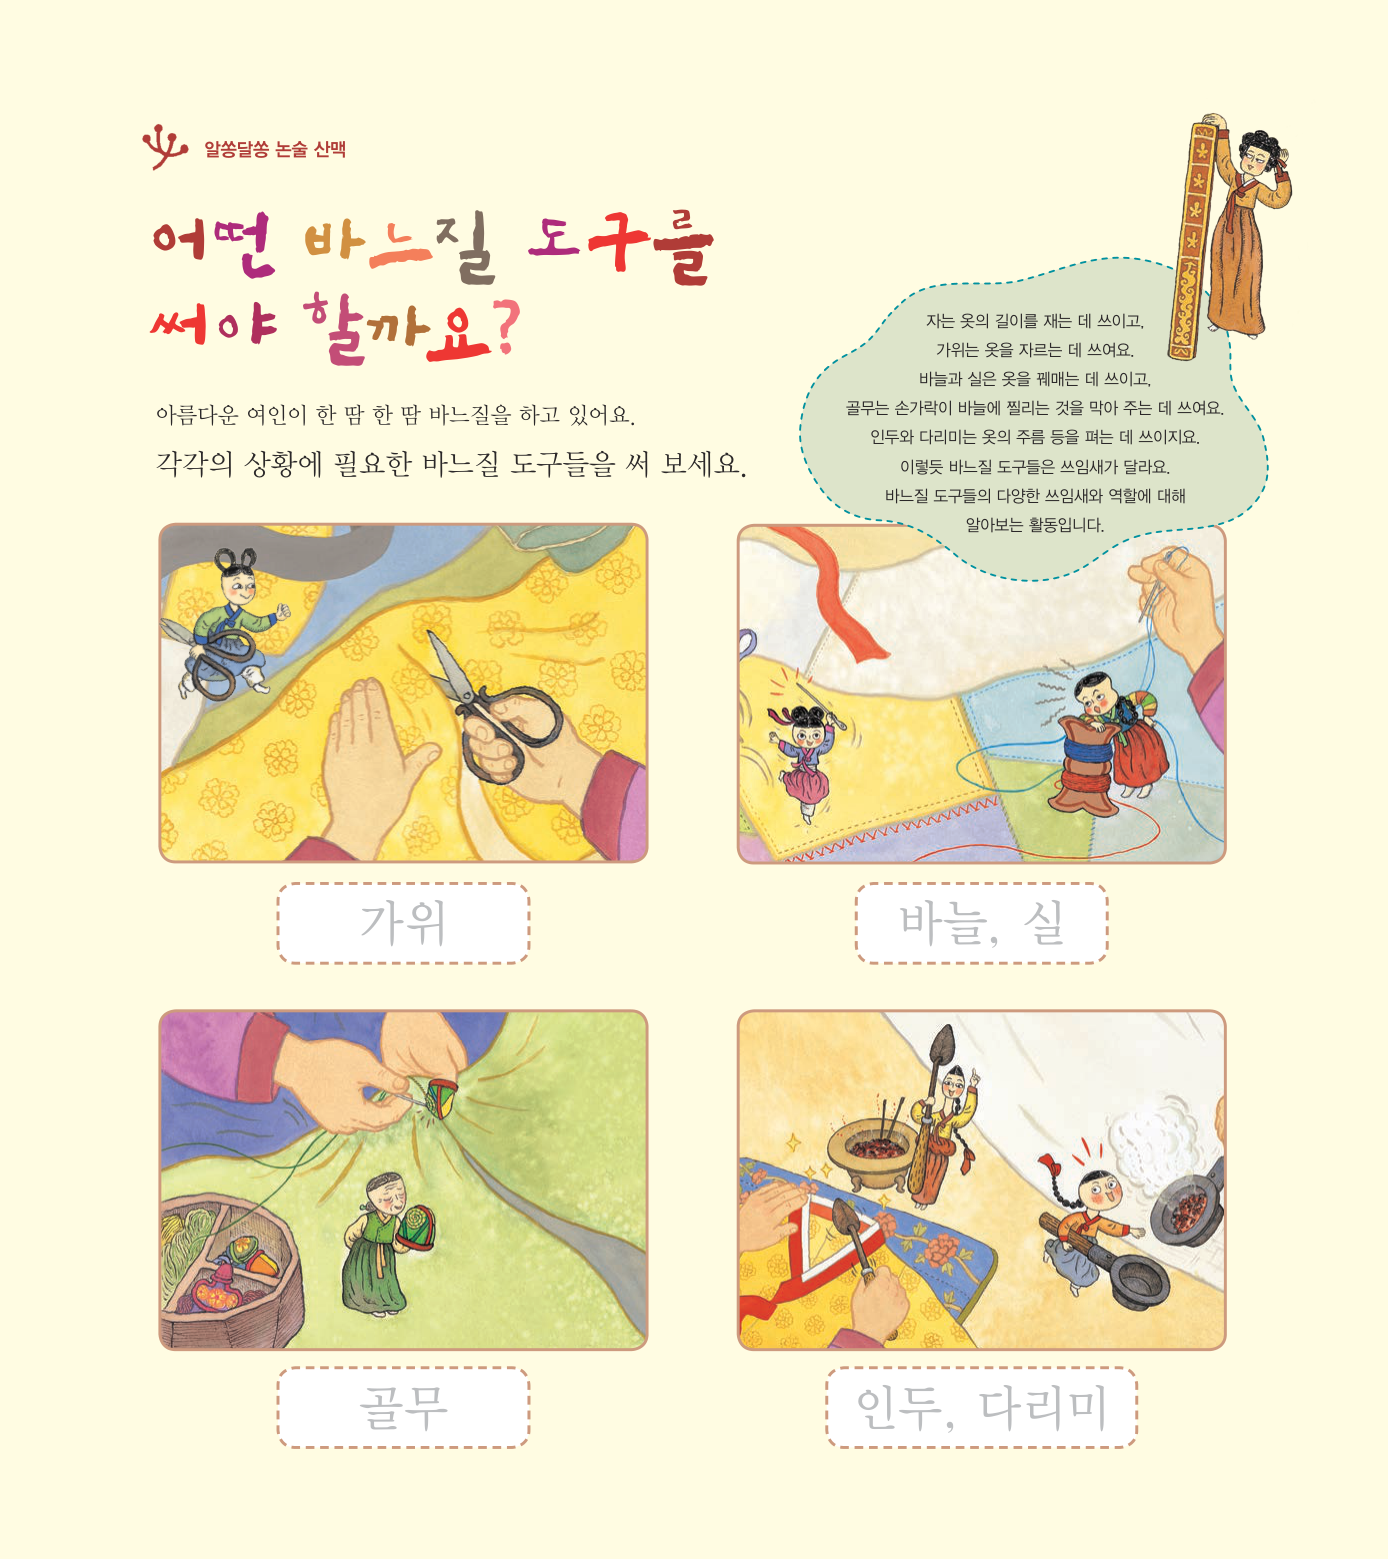 알쏭달쏭 논술 산맥
어떤 바느질 도구를
써야 할까요?
아름다운 여인이 한 땀 한 땀 바느질을 하고 있어요.
각각의 상황에 필요한 바느질 도구들을 써 보세요.
자는 옷의 길이를 재는 데 쓰이고,
가위는 옷을 자르는 데 쓰여요.
바늘과 실은 옷을 꿰매는 데 쓰이고,
골무는 손가락이 바늘에 찔리는 것을 막아 주는 데 쓰여요.
인두와 다리미는 옷의 주름 등을 펴는 데 쓰이지요.
이렇듯 바느질 도구들은 쓰임새가 달라요.
바느질 도구들의 다양한 쓰임새와 역할에 대해
알아보는 활동입니다.
가위
바늘, 실
골무
인두, 다리미